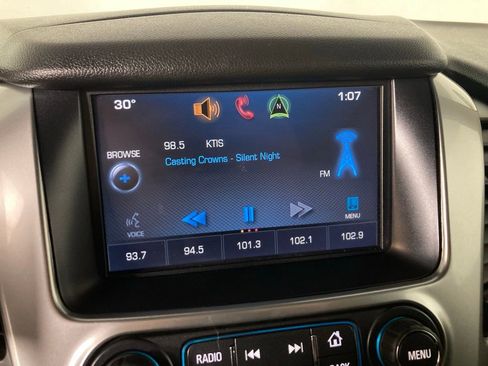 30° 1:07
98.5 KTIS
BROWSE
Casting Crowns - Silent Night
FM
VOICE MENU
93.7 94.5 101.3 102.1 102.9
RADIO
BACK
MENU